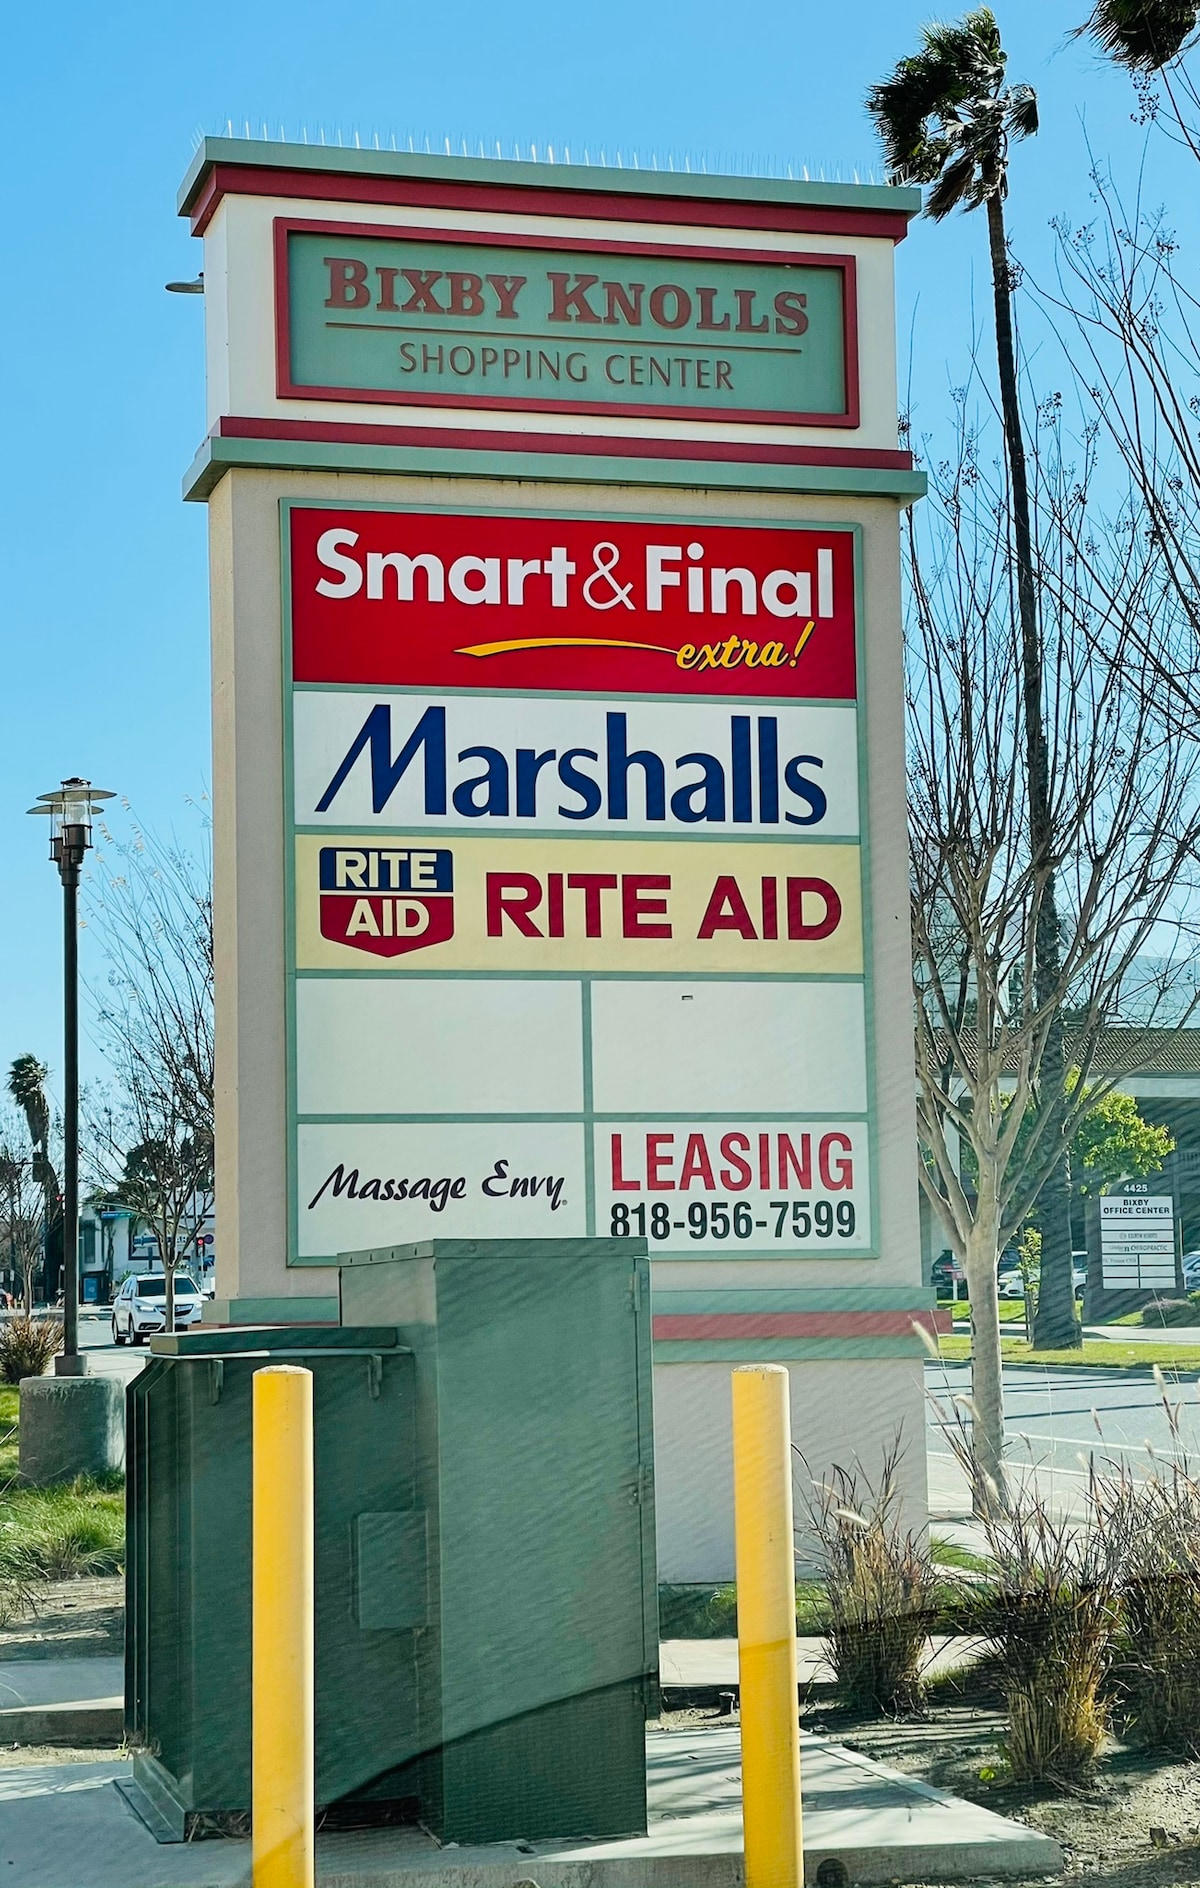 BIXBY KNOLLS
SHOPPING CENTER
Smart & Final
extra!
Marshalls
RITE
AID
RITE AID
Massage Envy
LEASING
818-956-7599
4425
BIXBY
OFFICE CENTER
CHIROPRACTIC